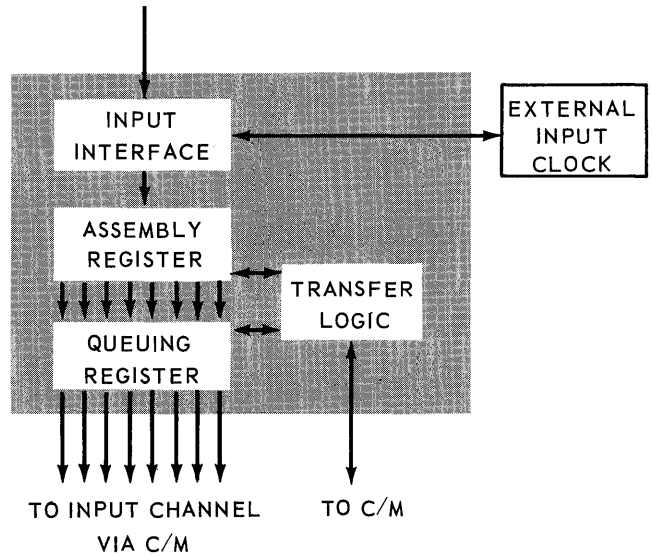 INPUT
INTERFACE
EXTERNAL
INPUT
CLOCK
ASSEMBLY
REGISTER
TRANSFER
LOGIC
QUEUING
REGISTER
TO INPUT CHANNEL
VIA C/M
TO C/M